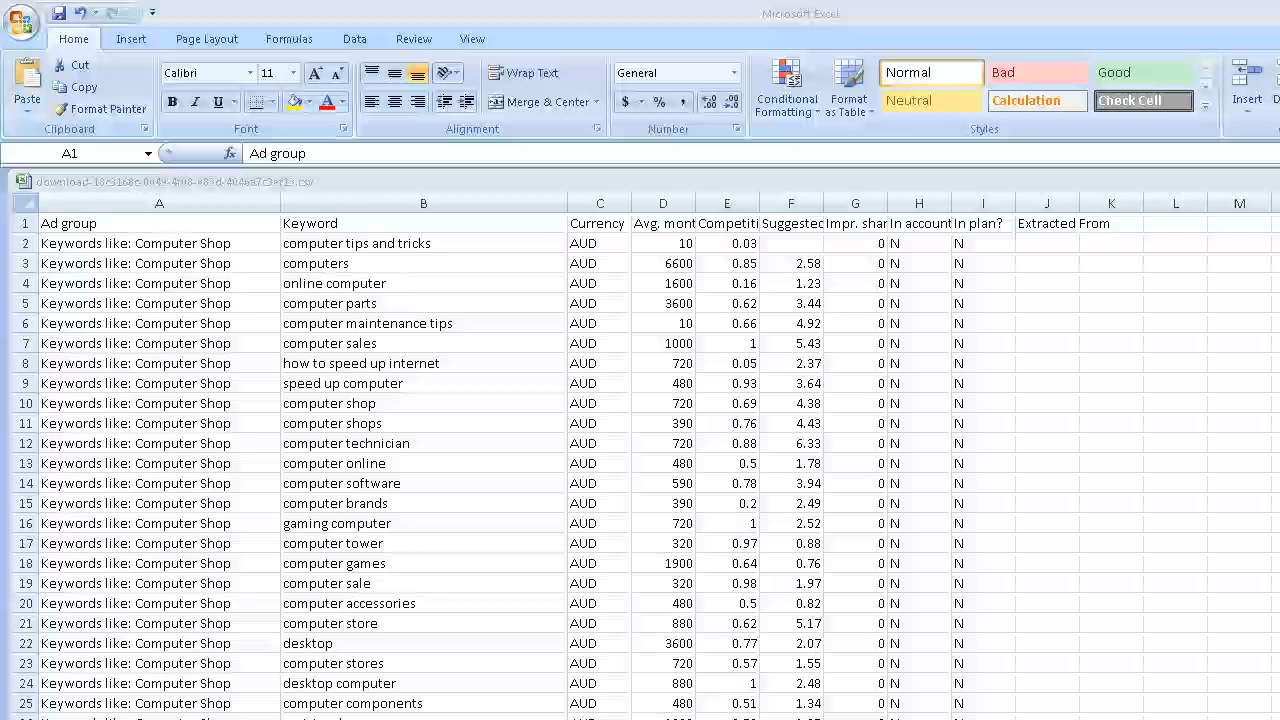 Microsoft Excel
Home Insert Page Layout Formulas Data Review View
Cut
Copy
Paste Format Painter
Calibri 11
B I U
Wrap Text
Merge & Center
General
$ % ,
Conditional Formatting
Format as Table
Normal Bad Good
Neutral Calculation Check Cell
Insert
Clipboard Font Alignment Number Styles
A1 fx Ad group
A B C D E F G H I J K L M
1 Ad group Keyword Currency Avg. mont Competiti Suggested Impr. shar In account In plan? Extracted From
2 Keywords like: Computer Shop computer tips and tricks AUD 10 0.03 0 N N
3 Keywords like: Computer Shop computers AUD 6600 0.85 2.58 0 N N
4 Keywords like: Computer Shop online computer AUD 1600 0.16 1.23 0 N N
5 Keywords like: Computer Shop computer parts AUD 3600 0.62 3.44 0 N N
6 Keywords like: Computer Shop computer maintenance tips AUD 10 0.66 4.92 0 N N
7 Keywords like: Computer Shop computer sales AUD 1000 1 5.43 0 N N
8 Keywords like: Computer Shop how to speed up internet AUD 720 0.05 2.37 0 N N
9 Keywords like: Computer Shop speed up computer AUD 480 0.93 3.64 0 N N
10 Keywords like: Computer Shop computer shop AUD 720 0.69 4.38 0 N N
11 Keywords like: Computer Shop computer shops AUD 390 0.76 4.43 0 N N
12 Keywords like: Computer Shop computer technician AUD 720 0.88 6.33 0 N N
13 Keywords like: Computer Shop computer online AUD 480 0.5 1.78 0 N N
14 Keywords like: Computer Shop computer software AUD 590 0.78 3.94 0 N N
15 Keywords like: Computer Shop computer brands AUD 390 0.2 2.49 0 N N
16 Keywords like: Computer Shop gaming computer AUD 720 1 2.52 0 N N
17 Keywords like: Computer Shop computer tower AUD 320 0.97 0.88 0 N N
18 Keywords like: Computer Shop computer games AUD 1900 0.64 0.76 0 N N
19 Keywords like: Computer Shop computer sale AUD 320 0.98 1.97 0 N N
20 Keywords like: Computer Shop computer accessories AUD 480 0.5 0.82 0 N N
21 Keywords like: Computer Shop computer store AUD 880 0.62 5.17 0 N N
22 Keywords like: Computer Shop desktop AUD 3600 0.77 2.07 0 N N
23 Keywords like: Computer Shop computer stores AUD 720 0.57 1.55 0 N N
24 Keywords like: Computer Shop desktop computer AUD 880 1 2.48 0 N N
25 Keywords like: Computer Shop computer components AUD 480 0.51 1.34 0 N N